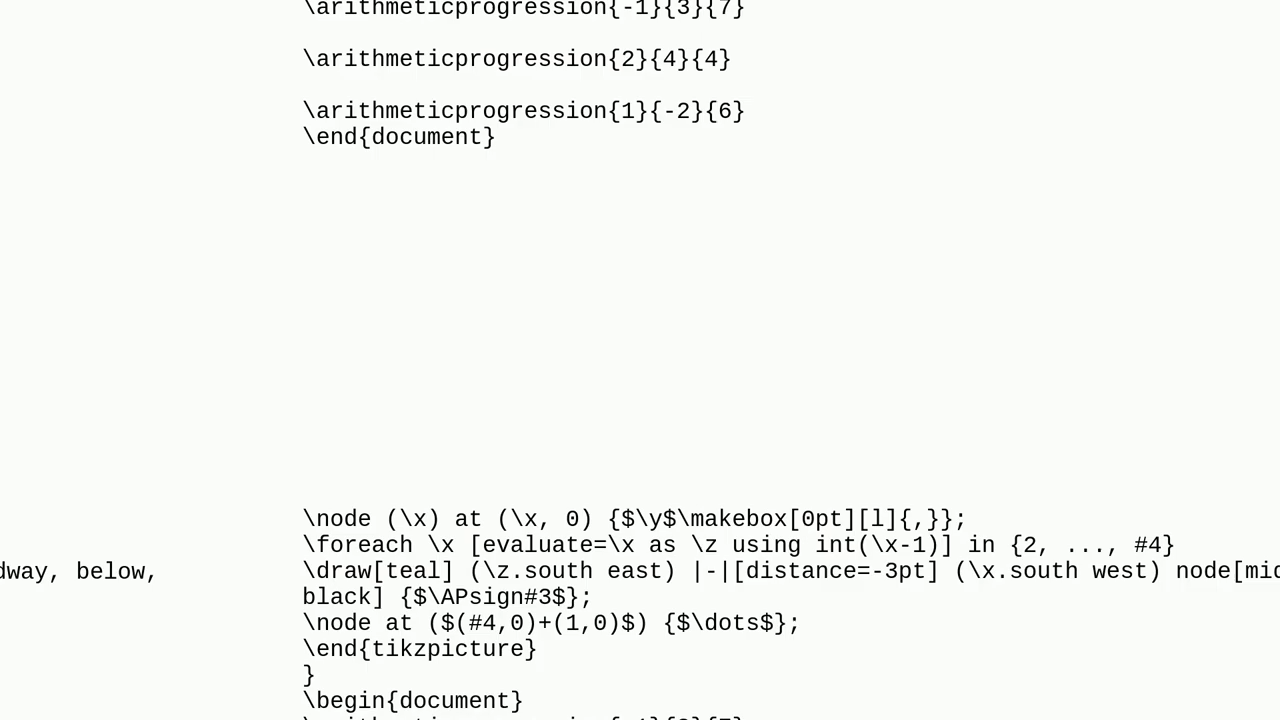 \arithmeticprogression{-1}{3}{7}
\arithmeticprogression{2}{4}{4}
\arithmeticprogression{1}{-2}{6}
\end{document}
\node (\x) at (\x, 0) {$\y$\makebox[0pt][l]{,}};
\foreach \x [evaluate=\x as \z using int(\x-1)] in {2, ..., #4}
dway, below,
\draw[teal] (\z.south east) |-|[distance=-3pt] (\x.south west) node[mid
black] {$\APsign#3$};
\node at ($(#4,0)+(1,0)$) {$\dots$};
\end{tikzpicture}
}
\begin{document}